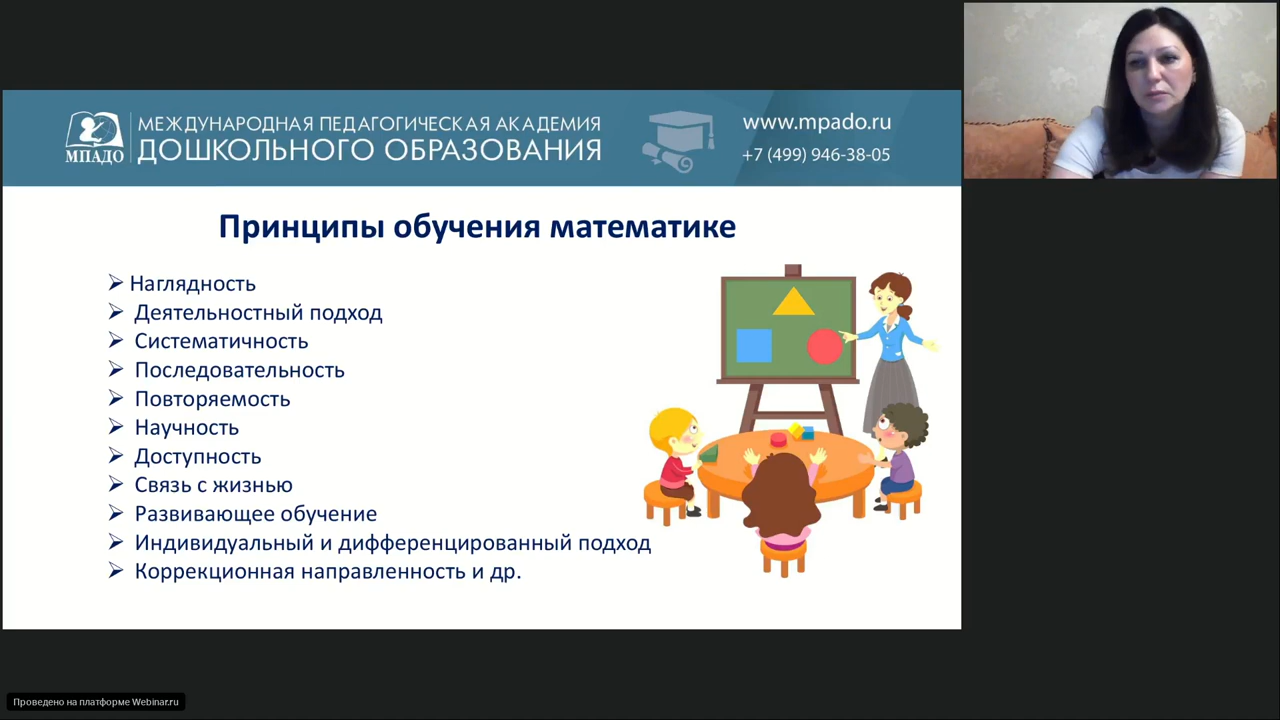 МПАДО
МЕЖДУНАРОДНАЯ ПЕДАГОГИЧЕСКАЯ АКАДЕМИЯ
ДОШКОЛЬНОГО ОБРАЗОВАНИЯ
www.mpado.ru
+7 (499) 946-38-05
Принципы обучения математике
Наглядность
Деятельностный подход
Систематичность
Последовательность
Повторяемость
Научность
Доступность
Связь с жизнью
Развивающее обучение
Индивидуальный и дифференцированный подход
Коррекционная направленность и др.
Проведено на платформе Webinar.ru